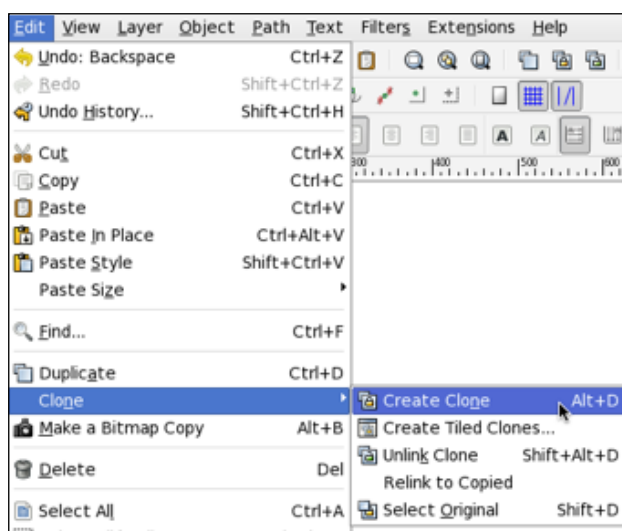 Edit View Layer Object Path Text Filters Extensions Help
Undo: Backspace Ctrl+Z
Redo Shift+Ctrl+Z
Undo History... Shift+Ctrl+H
Cut Ctrl+X
Copy Ctrl+C
Paste Ctrl+V
Paste In Place Ctrl+Alt+V
Paste Style Shift+Ctrl+V
Paste Size
Find... Ctrl+F
Duplicate Ctrl+D
Clone
Make a Bitmap Copy Alt+B
Delete Del
Select All Ctrl+A
A A
300 400 500 600
Create Clone Alt+D
Create Tiled Clones...
Unlink Clone Shift+Alt+D
Relink to Copied
Select Original Shift+D